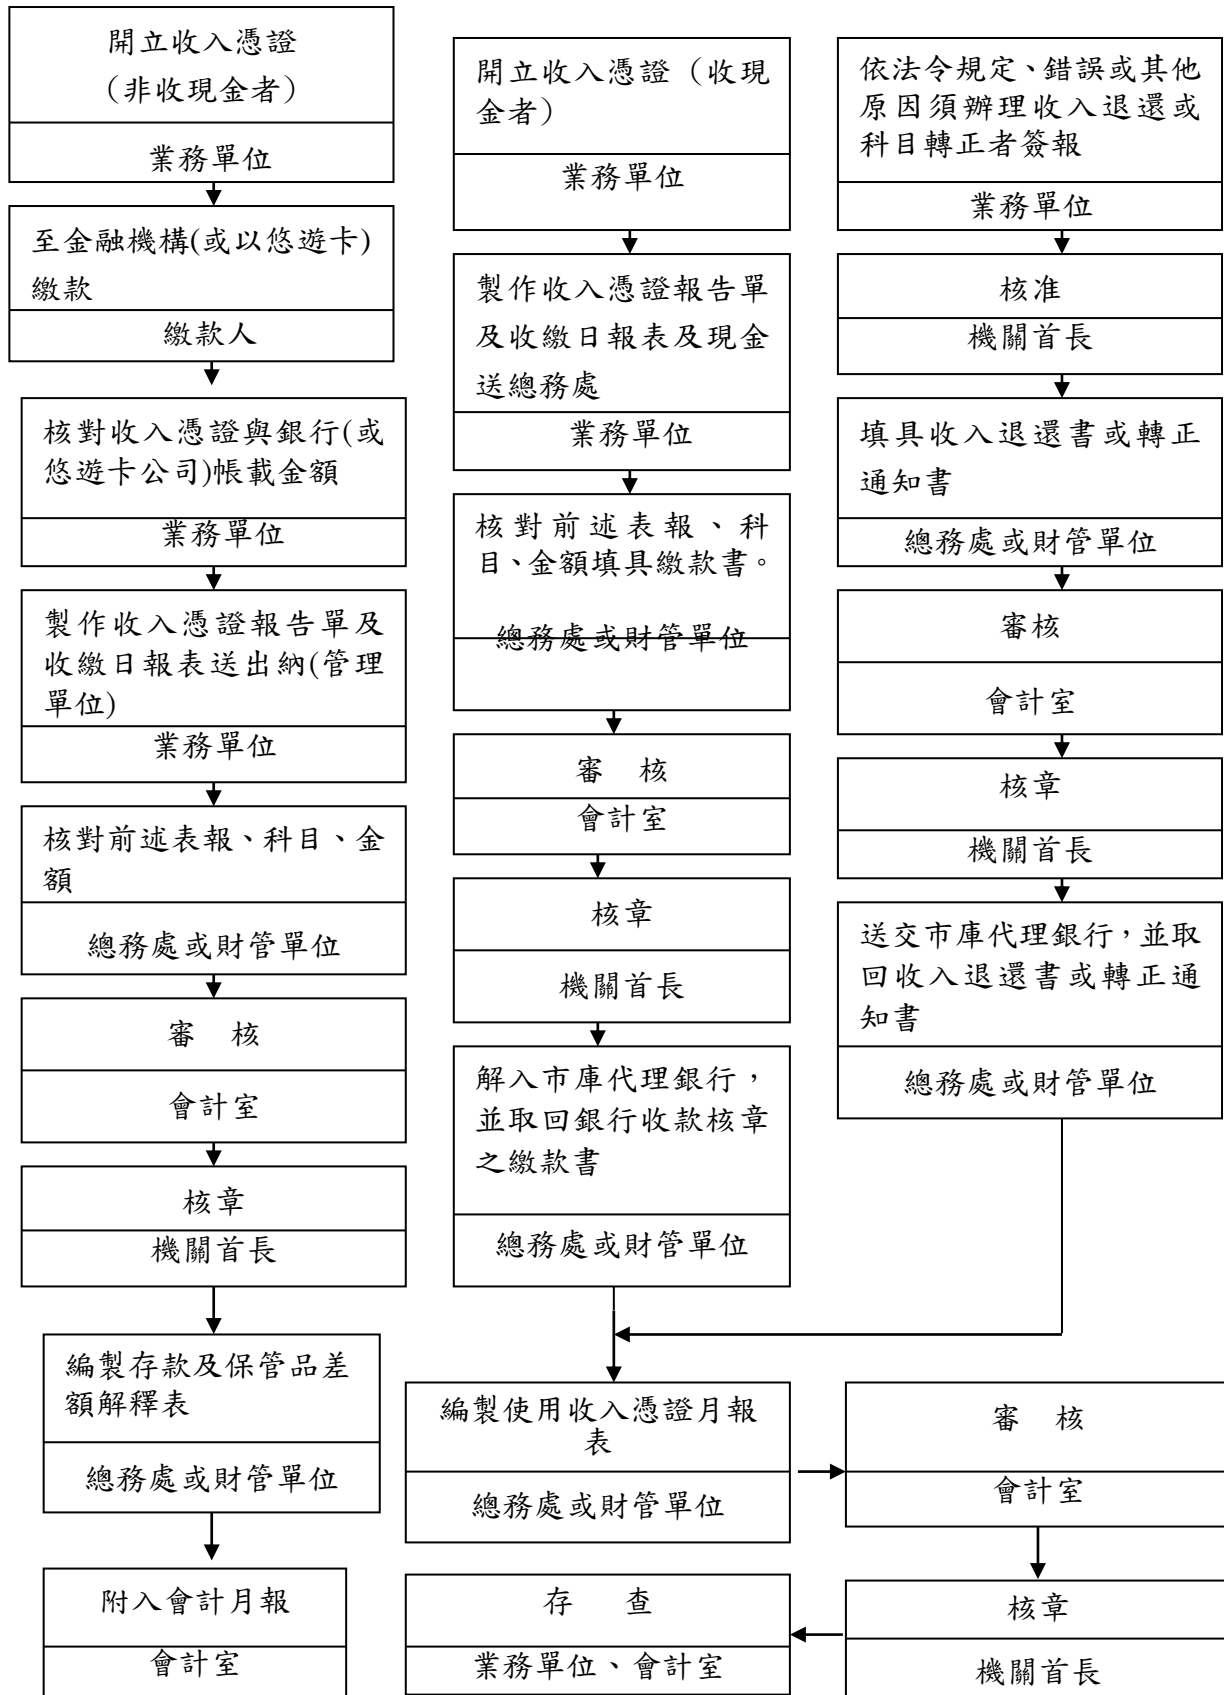 開立收入憑證
（非收現金者）
業務單位
至金融機構(或以悠遊卡)
繳款
繳款人
核對收入憑證與銀行(或
悠遊卡公司)帳載金額
業務單位
製作收入憑證報告單及
收繳日報表送出納(管理
單位)
業務單位
核對前述表報、科目、金
額
總務處或財管單位
審　核
會計室
核章
機關首長
編製存款及保管品差
額解釋表
總務處或財管單位
附入會計月報
會計室
開立收入憑證（收現
金者）
業務單位
製作收入憑證報告單
及收繳日報表及現金
送總務處
業務單位
核對前述表報、科
目、金額填具繳款書。
總務處或財管單位
審　核
會計室
核章
機關首長
解入市庫代理銀行，
並取回銀行收款核章
之繳款書
總務處或財管單位
依法令規定、錯誤或其他
原因須辦理收入退還或
科目轉正者簽報
業務單位
核准
機關首長
填具收入退還書或轉正
通知書
總務處或財管單位
審核
會計室
核章
機關首長
送交市庫代理銀行，並取
回收入退還書或轉正通
知書
總務處或財管單位
編製使用收入憑證月報
表
總務處或財管單位
審　核
會計室
核章
機關首長
存　查
業務單位、會計室